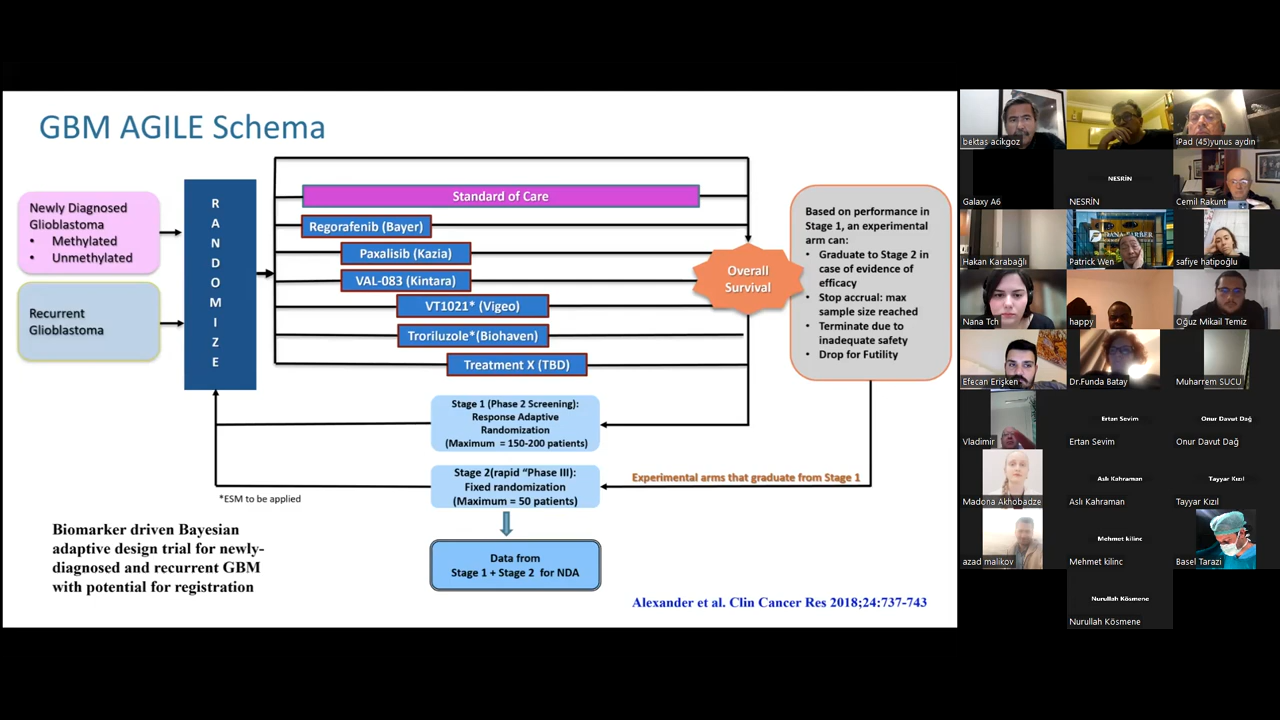 GBM AGILE Schema
Newly Diagnosed
Glioblastoma
• Methylated
• Unmethylated
Recurrent
Glioblastoma
R
A
N
D
O
M
I
Z
E
Standard of Care
Regorafenib (Bayer)
Paxalisib (Kazia)
VAL-083 (Kintara)
VT1021* (Vigeo)
Troriluzole*(Biohaven)
Treatment X (TBD)
Overall
Survival
Based on performance in
Stage 1, an experimental
arm can:
• Graduate to Stage 2 in
case of evidence of
efficacy
• Stop accrual: max
sample size reached
• Terminate due to
inadequate safety
• Drop for Futility
Stage 1 (Phase 2 Screening):
Response Adaptive
Randomization
(Maximum = 150-200 patients)
Stage 2(rapid “Phase III):
Fixed randomization
(Maximum = 50 patients)
Experimental arms that graduate from Stage 1
*ESM to be applied
Data from
Stage 1 + Stage 2 for NDA
Biomarker driven Bayesian
adaptive design trial for newly-
diagnosed and recurrent GBM
with potential for registration
Alexander et al. Clin Cancer Res 2018;24:737-743
bektas acikgoz
iPad (45)yunus aydın
Galaxy A6
NESRİN
NESRİN
Cemil Rakunt
Hakan Karabağlı
Patrick Wen
safiye hatipoğlu
Nana Tch
happy
Oğuz Mikail Temiz
Efecan Erişken
Dr.Funda Batay
Muharrem SUCU
Vladimir
Ertan Sevim
Ertan Sevim
Onur Davut Dağ
Onur Davut Dağ
Madona Akhobadze
Aslı Kahraman
Aslı Kahraman
Tayyar Kızıl
Tayyar Kızıl
azad malikov
Mehmet kilinc
Mehmet kilinc
Basel Tarazi
Nurullah Kösmene
Nurullah Kösmene